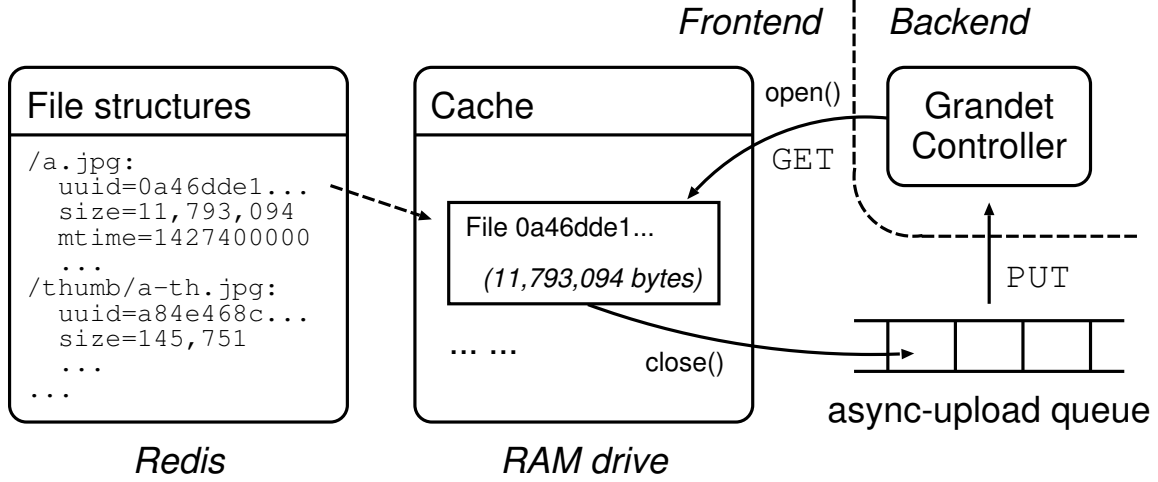 Frontend
Backend
File structures
/a.jpg:
uuid=0a46dde1...
size=11,793,094
mtime=1427400000
...
/thumb/a-th.jpg:
uuid=a84e468c...
size=145,751
...
...
Redis
Cache
File 0a46dde1...
(11,793,094 bytes)
... ...
RAM drive
open()
GET
close()
Grandet
Controller
PUT
async-upload queue